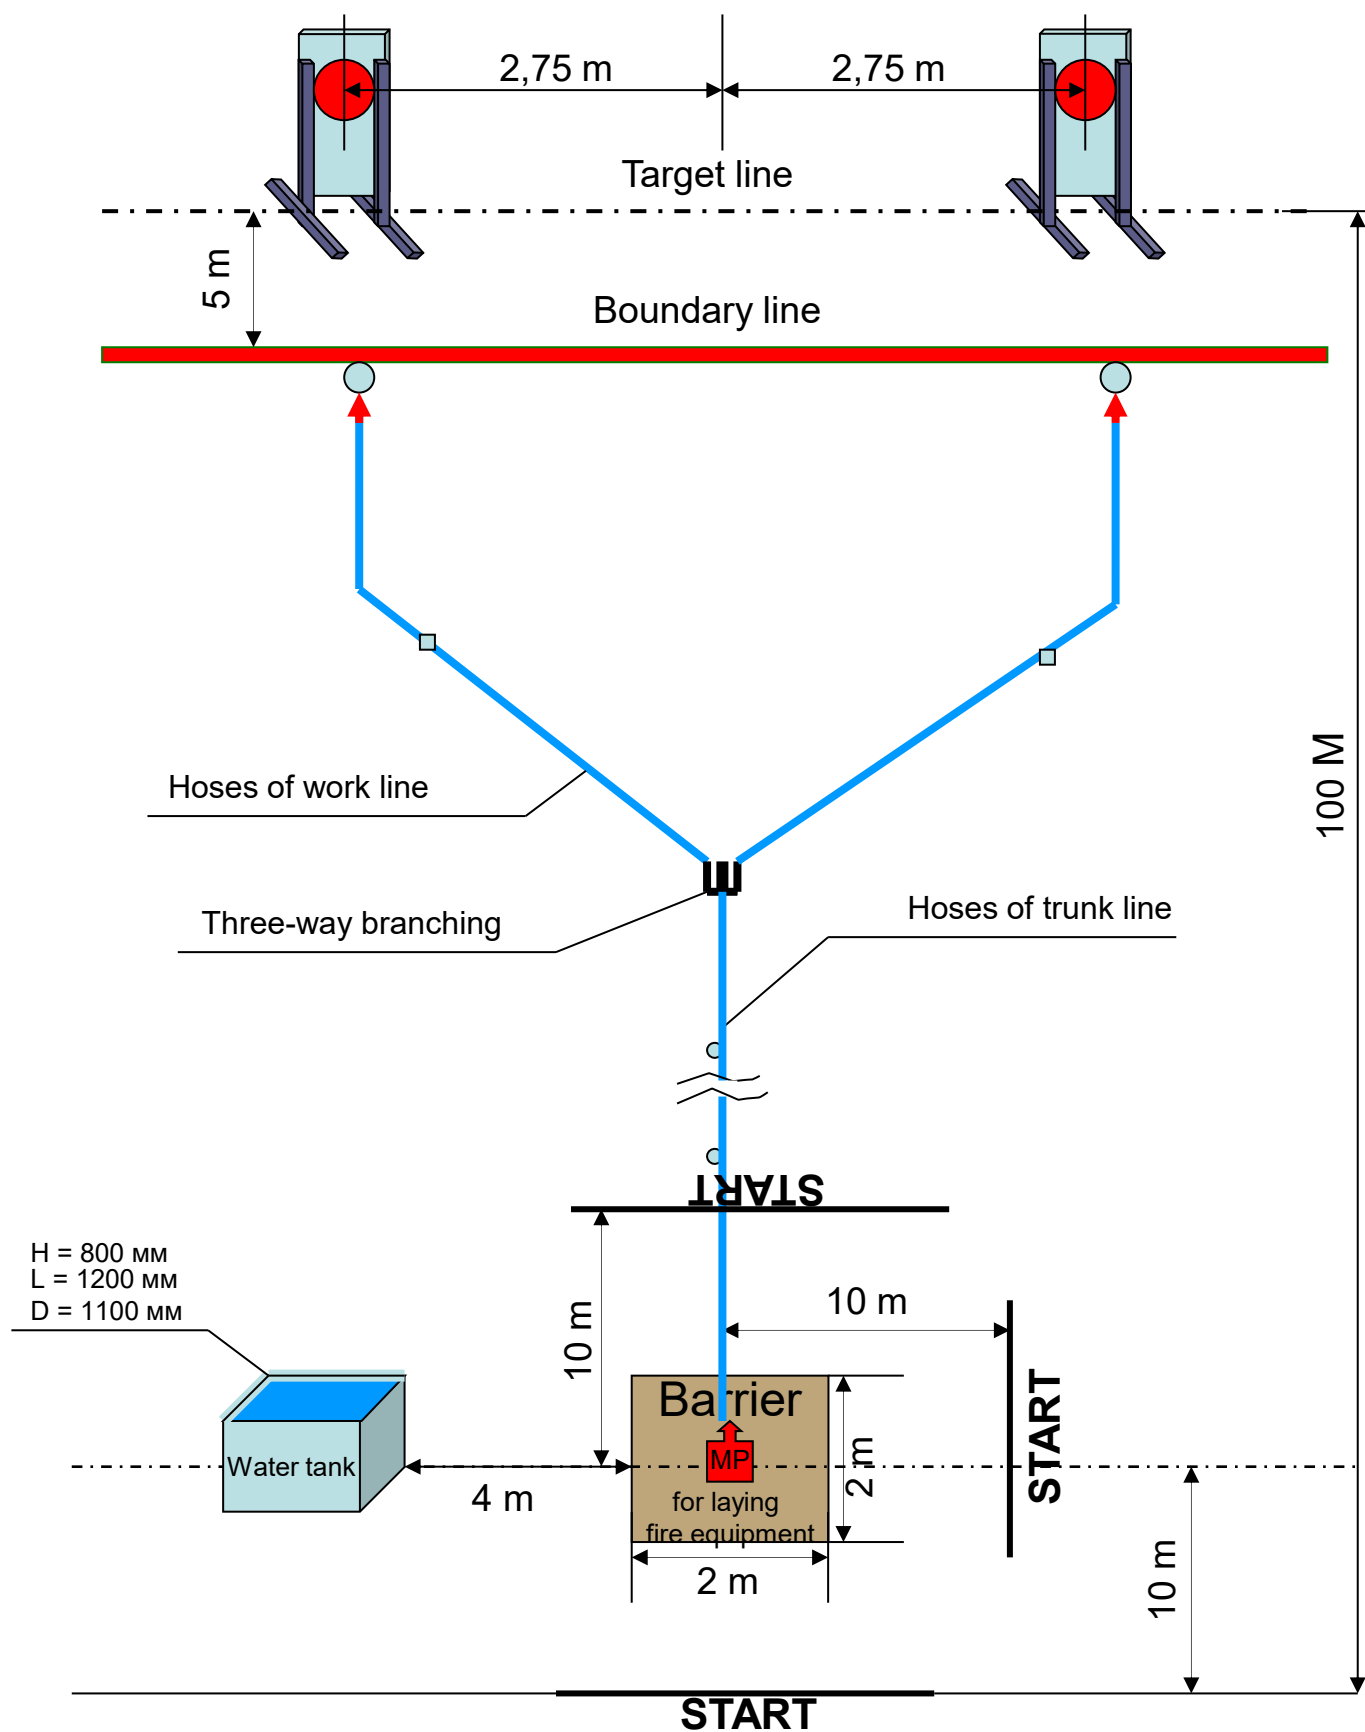 2,75 m
2,75 m
Target line
5 m
Boundary line
100 М
Hoses of work line
Three-way branching
Hoses of trunk line
START
H = 800 мм
L = 1200 мм
D = 1100 мм
10 m
10 m
Barrier
MP
for laying
fire equipment
2 m
START
Water tank
4 m
2 m
10 m
START